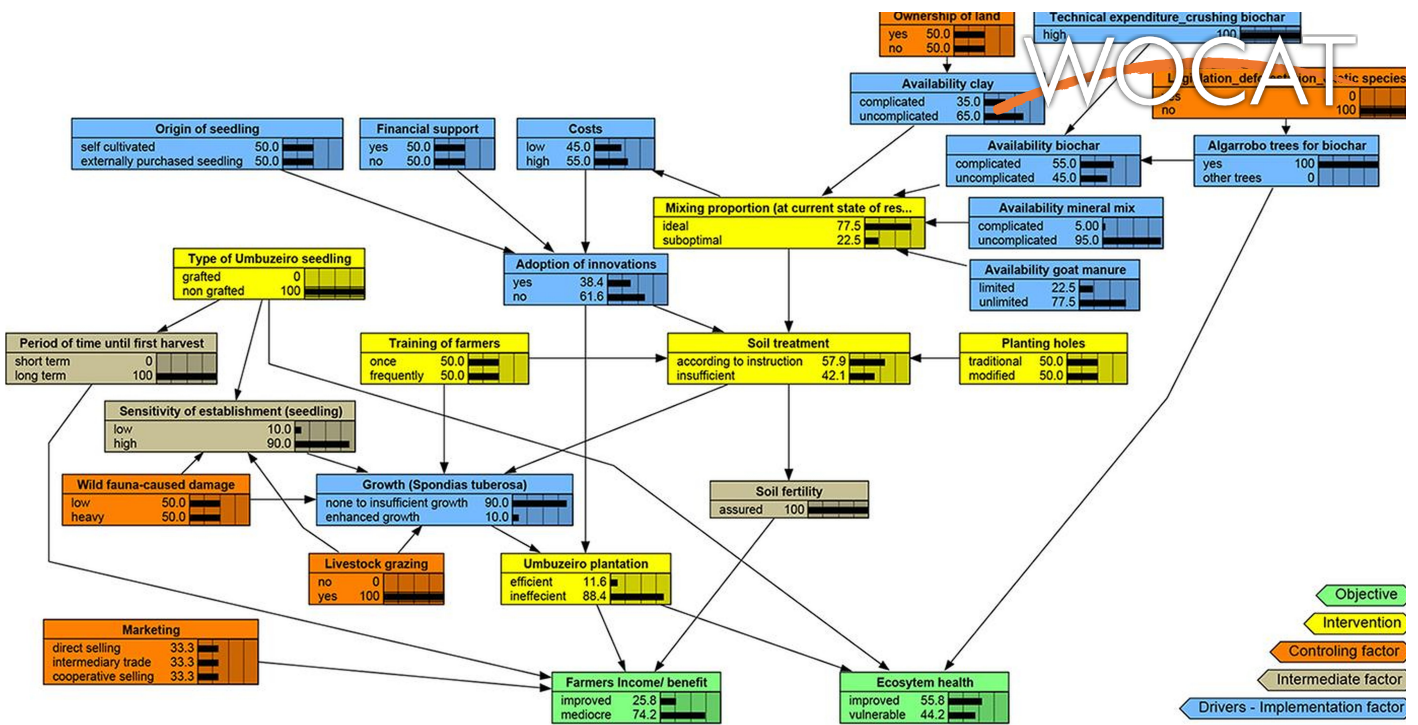 Ownership of land
yes 50.0
no 50.0
Technical expenditure_crushing biochar
high 100
WOCAT
Availability clay
complicated 35.0
uncomplicated 65.0
species
0
no 100
Origin of seedling
self cultivated 50.0
externally purchased seedling 50.0
Financial support
yes 50.0
no 50.0
Costs
low 45.0
high 55.0
Availability biochar
complicated 55.0
uncomplicated 45.0
Algarrobo trees for biochar
yes 100
other trees 0
Mixing proportion (at current state of res...
ideal 77.5
suboptimal 22.5
Availability mineral mix
complicated 5.00
uncomplicated 95.0
Type of Umbuzeiro seedling
grafted 0
non grafted 100
Adoption of innovations
yes 38.4
no 61.6
Availability goat manure
limited 22.5
unlimited 77.5
Period of time until first harvest
short term 0
long term 100
Training of farmers
once 50.0
frequently 50.0
Soil treatment
according to instruction 57.9
insufficient 42.1
Planting holes
traditional 50.0
modified 50.0
Sensitivity of establishment (seedling)
low 10.0
high 90.0
Wild fauna-caused damage
low 50.0
heavy 50.0
Growth (Spondias tuberosa)
none to insufficient growth 90.0
enhanced growth 10.0
Soil fertility
assured 100
Livestock grazing
no 0
yes 100
Umbuzeiro plantation
efficient 11.6
ineffecient 88.4
Marketing
direct selling 33.3
intermediary trade 33.3
cooperative selling 33.3
Farmers Income/ benefit
improved 25.8
mediocre 74.2
Ecosytem health
improved 55.8
vulnerable 44.2
Objective
Intervention
Controling factor
Intermediate factor
Drivers - Implementation factor